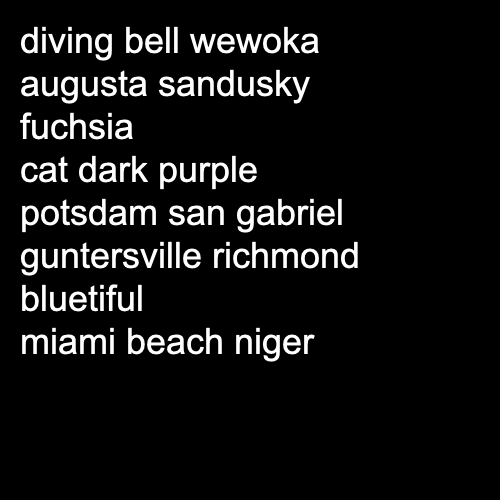 diving bell wewoka
augusta sandusky
fuchsia
cat dark purple
potsdam san gabriel
guntersville richmond
bluetiful
miami beach niger